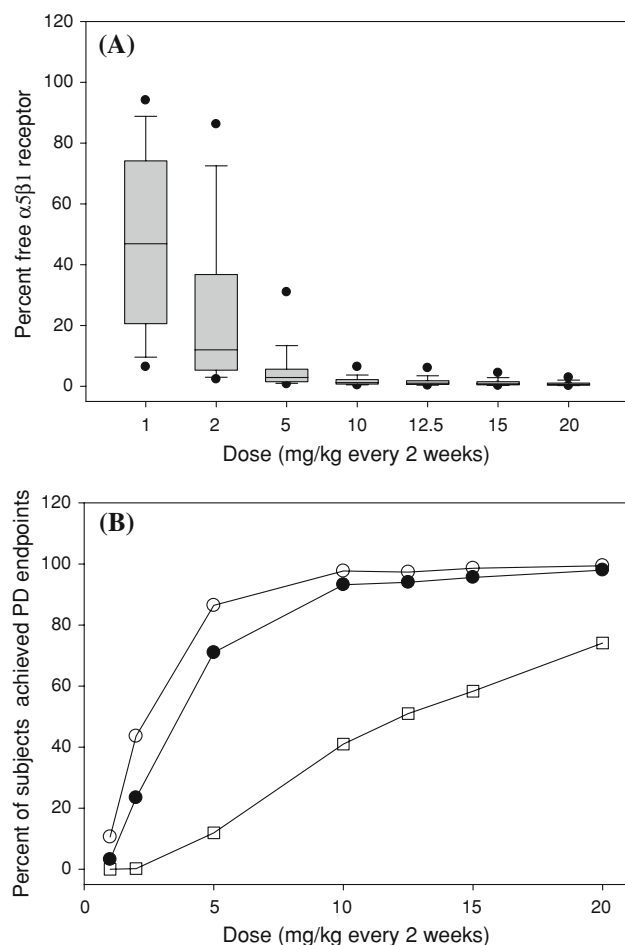 (A)
Percent free α5β1 receptor
120
100
80
60
40
20
0
1 2 5 10 12.5 15 20
Dose (mg/kg every 2 weeks)
(B)
Percent of subjects achieved PD endpoints
120
100
80
60
40
20
0
0 5 10 15 20
Dose (mg/kg every 2 weeks)